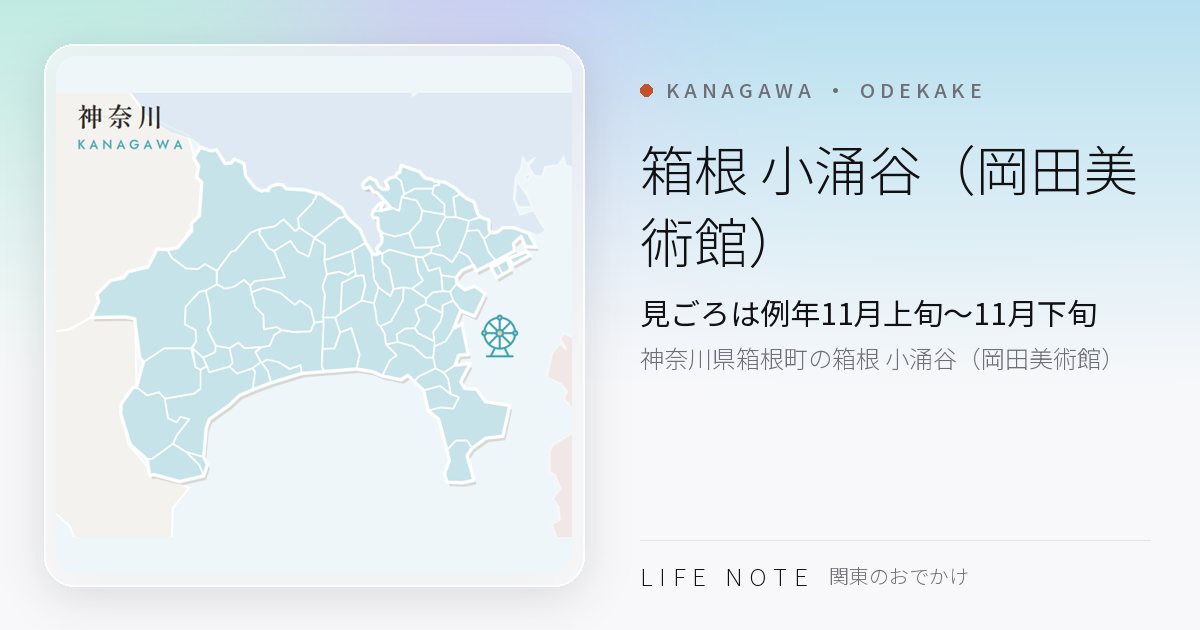 神奈川
KANAGAWA
KANAGAWA • ODEKAKE
箱根 小涌谷（岡田美
術館）
見ごろは例年11月上旬〜11月下旬
神奈川県箱根町の箱根 小涌谷（岡田美術館）
LIFE NOTE 関東のおでかけ